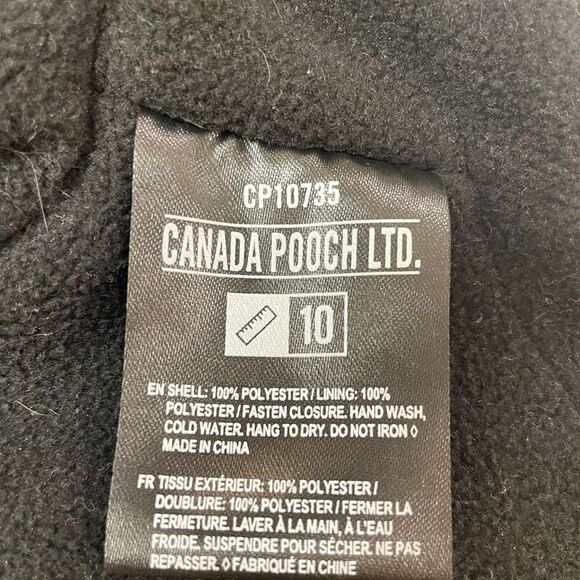 CP10735
CANADA POOCH LTD.
10
EN SHELL: 100% POLYESTER / LINING: 100%
POLYESTER / FASTEN CLOSURE. HAND WASH,
COLD WATER. HANG TO DRY. DO NOT IRON ◊
MADE IN CHINA
FR TISSU EXTÉRIEUR: 100% POLYESTER /
DOUBLURE: 100% POLYESTER / FERMER LA
FERMETURE. LAVER À LA MAIN, À L'EAU
FROIDE. SUSPENDRE POUR SÉCHER. NE PAS
REPASSER. ◊ FABRIQUÉ EN CHINE